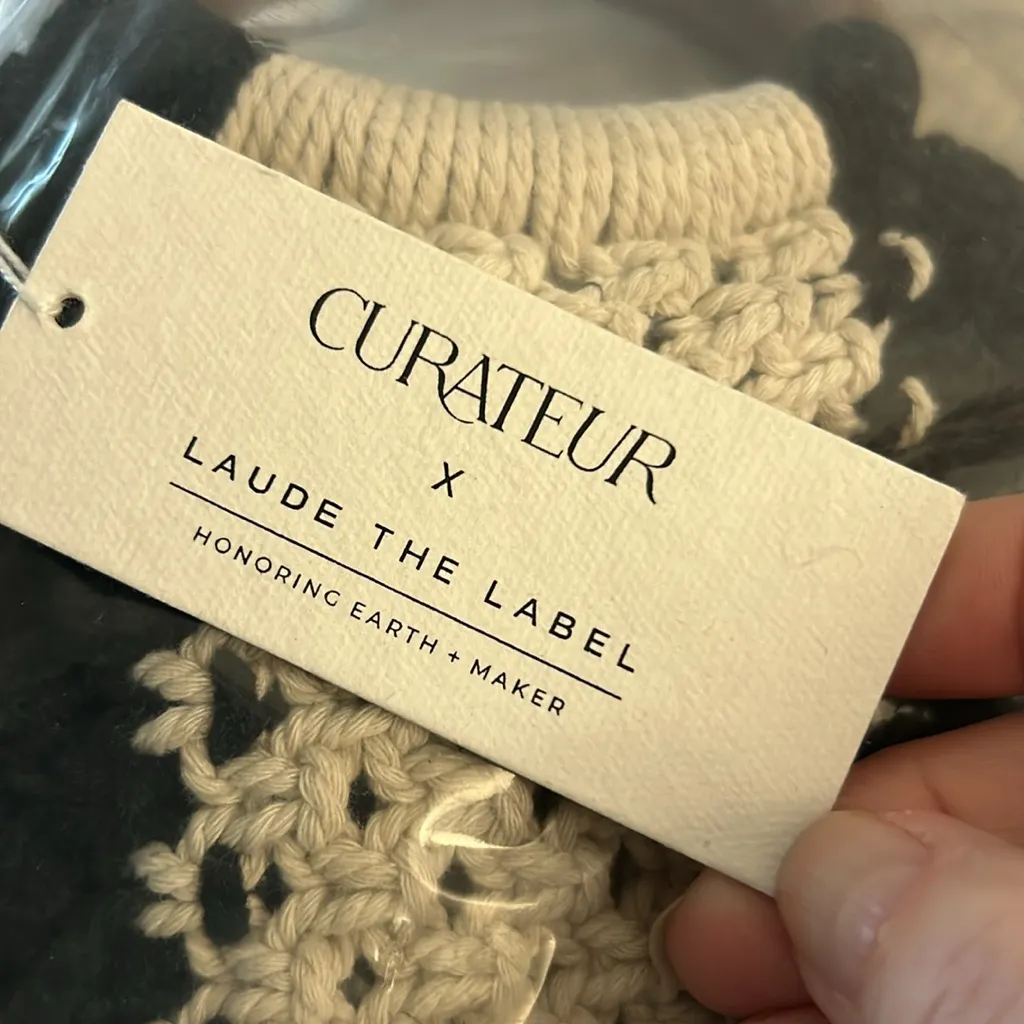 CURATEUR
X
LAUDE THE LABEL
HONORING EARTH + MAKER